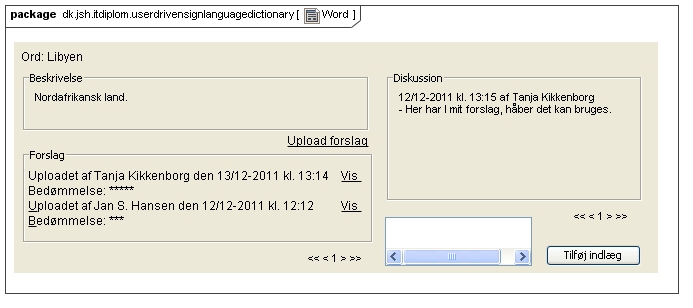 package dk.jsh.itdiplom.userdrivensignlanguagedictionary [ Word ]
Ord: Libyen
Beskrivelse
Nordafrikansk land.
Upload forslag
Forslag
Uploadet af Tanja Kikkenborg den 13/12-2011 kl. 13:14 Vis
Bedømmelse: *****
Uploadet af Jan S. Hansen den 12/12-2011 kl. 12:12 Vis
Bedømmelse: ***
<< < 1 > >>
Diskussion
12/12-2011 kl. 13:15 af Tanja Kikkenborg
- Her har I mit forslag, håber det kan bruges.
<< < 1 > >>
Tilføj indlæg